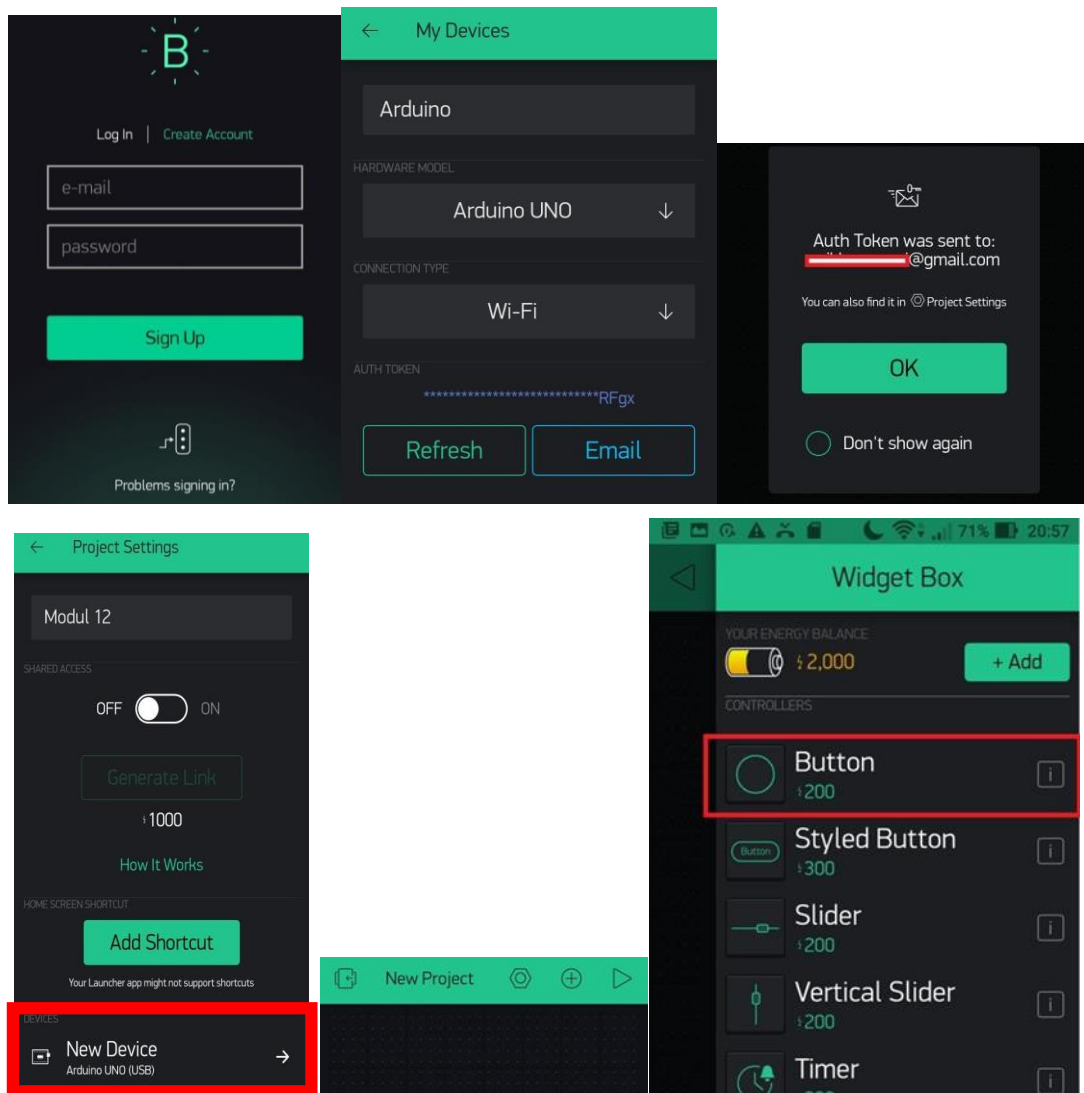 B
Log In | Create Account
e-mail
password
Sign Up
Problems signing in?
← My Devices
Arduino
HARDWARE MODEL
Arduino UNO ↓
CONNECTION TYPE
Wi-Fi ↓
AUTH TOKEN
****************************RFgx
Refresh
Email
Auth Token was sent to:
@gmail.com
You can also find it in Project Settings
OK
Don't show again
← Project Settings
Modul 12
SHARED ACCESS
OFF ON
Generate Link
1000
How It Works
HOME SCREEN SHORTCUT
Add Shortcut
Your Launcher app might not support shortcuts
DEVICES
New Device →
Arduino UNO (USB)
New Project
71% 20:57
Widget Box
YOUR ENERGY BALANCE
2,000
+ Add
CONTROLLERS
Button
200
Styled Button
Button
300
Slider
200
Vertical Slider
200
Timer